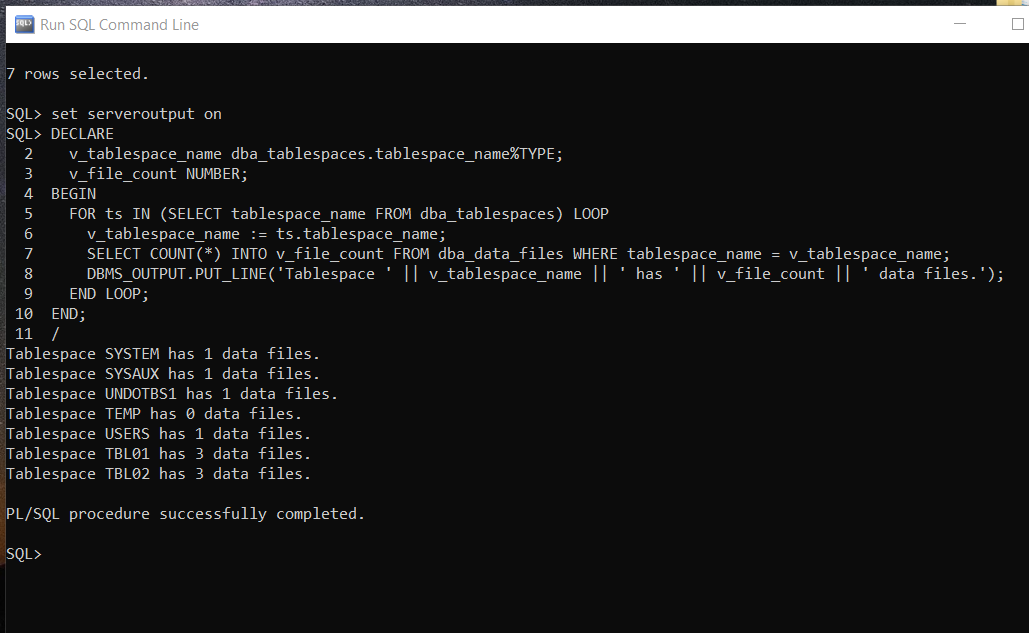 Run SQL Command Line
7 rows selected.
SQL> set serveroutput on
SQL> DECLARE
  2    v_tablespace_name dba_tablespaces.tablespace_name%TYPE;
  3    v_file_count NUMBER;
  4  BEGIN
  5    FOR ts IN (SELECT tablespace_name FROM dba_tablespaces) LOOP
  6      v_tablespace_name := ts.tablespace_name;
  7      SELECT COUNT(*) INTO v_file_count FROM dba_data_files WHERE tablespace_name = v_tablespace_name;
  8      DBMS_OUTPUT.PUT_LINE('Tablespace ' || v_tablespace_name || ' has ' || v_file_count || ' data files.');
  9    END LOOP;
 10  END;
 11  /
Tablespace SYSTEM has 1 data files.
Tablespace SYSAUX has 1 data files.
Tablespace UNDOTBS1 has 1 data files.
Tablespace TEMP has 0 data files.
Tablespace USERS has 1 data files.
Tablespace TBL01 has 3 data files.
Tablespace TBL02 has 3 data files.
PL/SQL procedure successfully completed.
SQL>